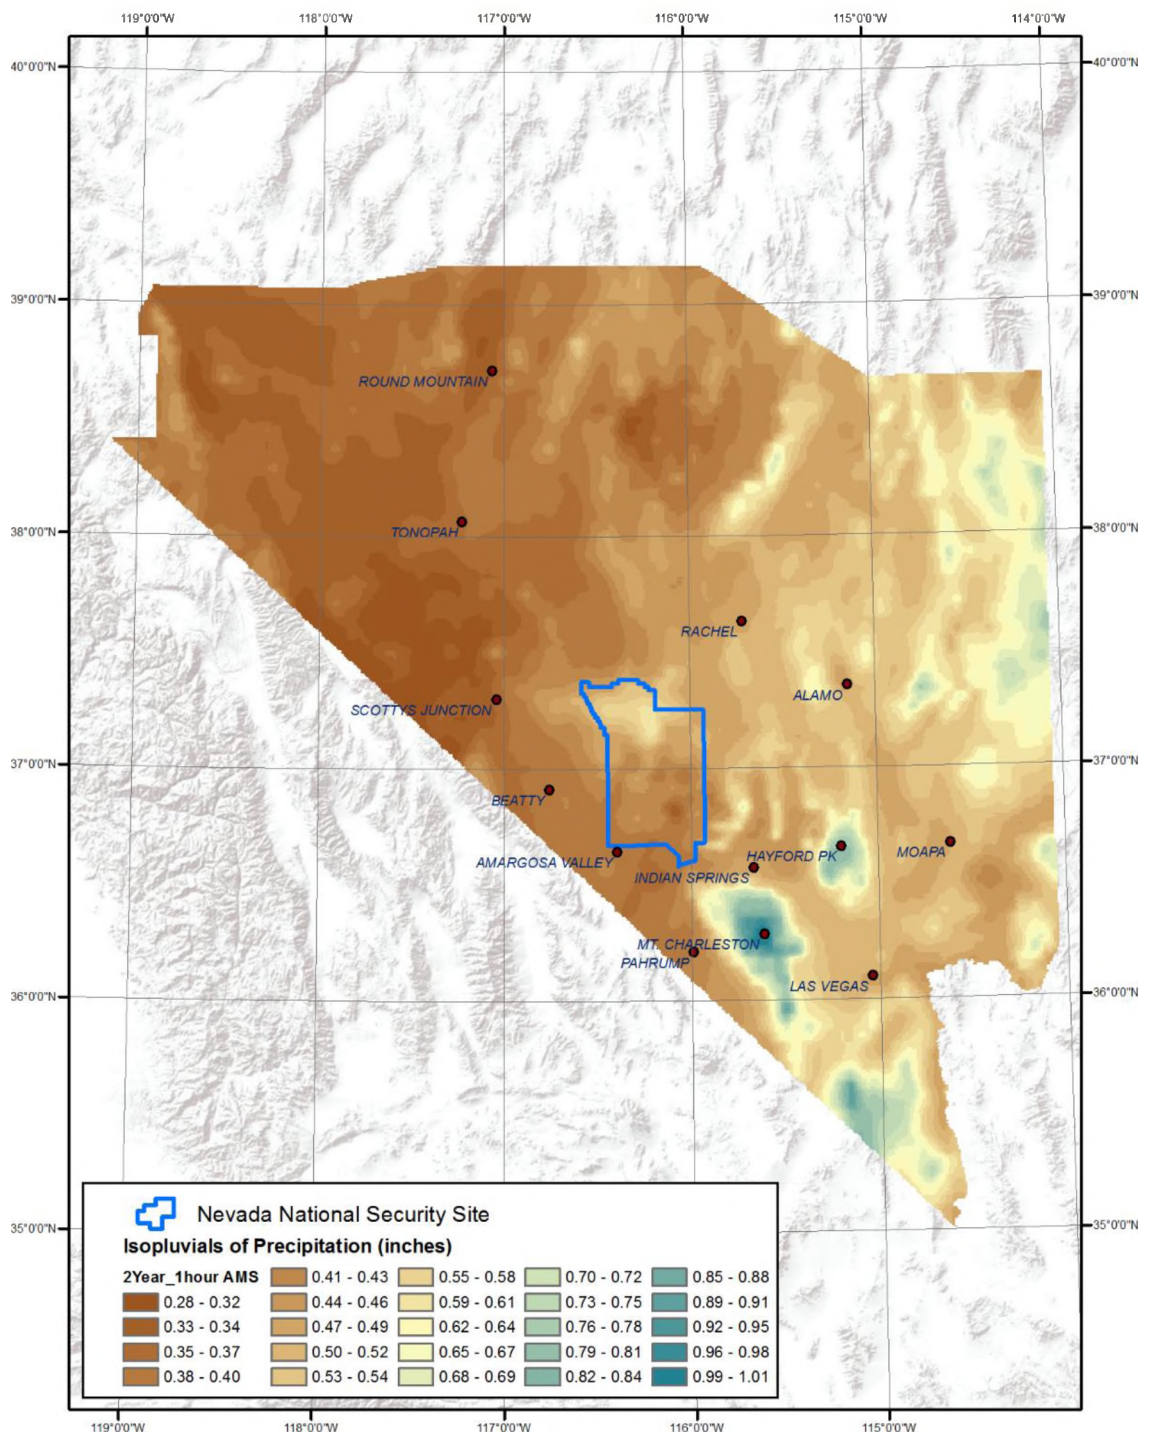 119°0'0"W 118°0'0"W 117°0'0"W 116°0'0"W 115°0'0"W 114°0'0"W
40°0'0"N 40°0'0"N
39°0'0"N 39°0'0"N
ROUND MOUNTAIN
TONOPAH
38°0'0"N 38°0'0"N
RACHEL
ALAMO
SCOTTYS JUNCTION
37°0'0"N 37°0'0"N
BEATTY
AMARGOSA VALLEY
HAYFORD PK
MOAPA
INDIAN SPRINGS
MT. CHARLESTON
PAHRUMP
LAS VEGAS
36°0'0"N 36°0'0"N
35°0'0"N 35°0'0"N
Nevada National Security Site
Isopluvials of Precipitation (inches)
2Year_1hour AMS 0.41 - 0.43 0.55 - 0.58 0.70 - 0.72 0.85 - 0.88
0.28 - 0.32 0.44 - 0.46 0.59 - 0.61 0.73 - 0.75 0.89 - 0.91
0.33 - 0.34 0.47 - 0.49 0.62 - 0.64 0.76 - 0.78 0.92 - 0.95
0.35 - 0.37 0.50 - 0.52 0.65 - 0.67 0.79 - 0.81 0.96 - 0.98
0.38 - 0.40 0.53 - 0.54 0.68 - 0.69 0.82 - 0.84 0.99 - 1.01
119°0'0"W 118°0'0"W 117°0'0"W 116°0'0"W 115°0'0"W